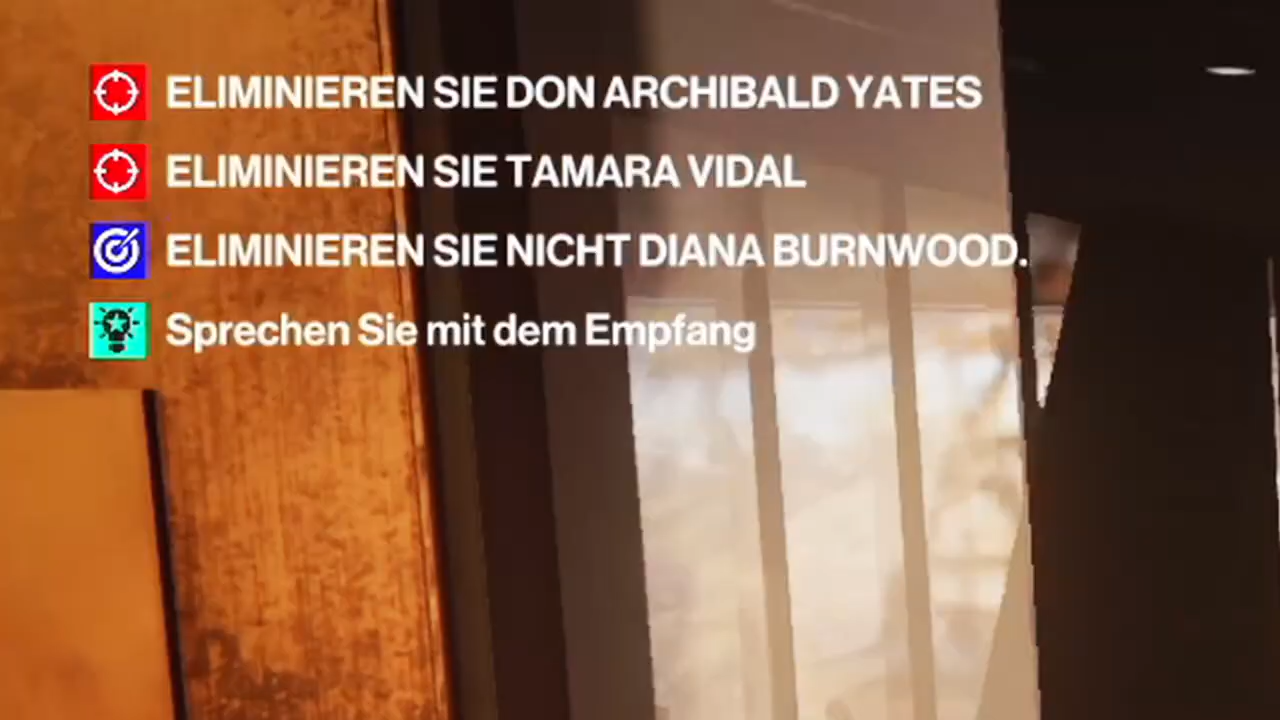 ELIMINIEREN SIE DON ARCHIBALD YATES
ELIMINIEREN SIE TAMARA VIDAL
ELIMINIEREN SIE NICHT DIANA BURNWOOD.
Sprechen Sie mit dem Empfang